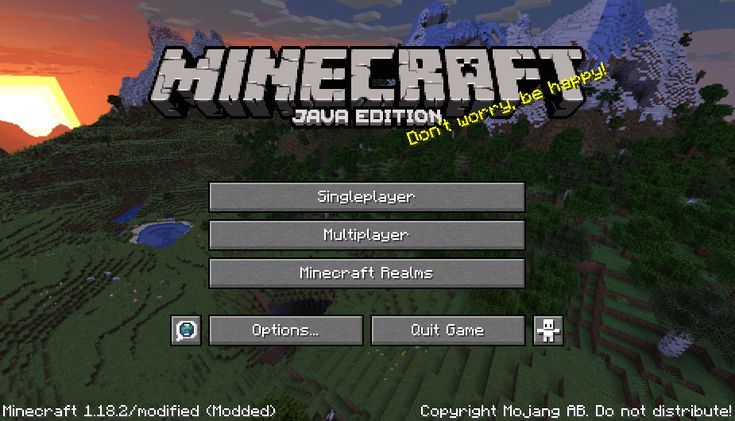 MINECRAFT
JAVA EDITION
Don't worry, be happy!
Singleplayer
Multiplayer
Minecraft Realms
Options...
Quit Game
Minecraft 1.18.2/modified (Modded)
Copyright Mojang AB. Do not distribute!